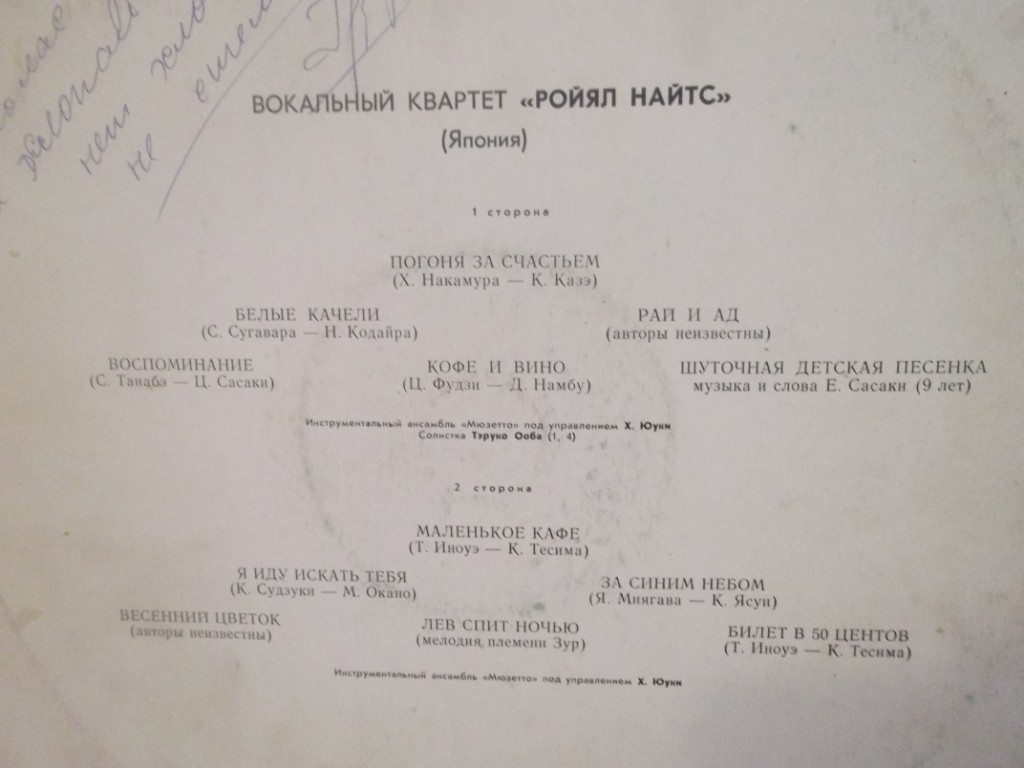 не
ВОКАЛЬНЫЙ КВАРТЕТ «РОЙЯЛ НАЙТС»
(Япония)
1 сторона
ПОГОНЯ ЗА СЧАСТЬЕМ
(Х. Накамура — К. Казэ)
БЕЛЫЕ КАЧЕЛИ
(С. Сугавара — Н. Кодайра)
РАЙ И АД
(авторы неизвестны)
ВОСПОМИНАНИЕ
(С. Танабэ — Ц. Сасаки)
КОФЕ И ВИНО
(Ц. Фудзи — Д. Намбу)
ШУТОЧНАЯ ДЕТСКАЯ ПЕСЕНКА
музыка и слова Е. Сасаки (9 лет)
Инструментальный ансамбль «Мюзетто» под управлением Х. Юуки
Солистка Тэруко Ооба (1, 4)
2 сторона
МАЛЕНЬКОЕ КАФЕ
(Т. Иноуэ — К. Тесима)
Я ИДУ ИСКАТЬ ТЕБЯ
(К. Судзуки — М. Окано)
ЗА СИНИМ НЕБОМ
(Я. Миягава — К. Ясуи)
ВЕСЕННИЙ ЦВЕТОК
(авторы неизвестны)
ЛЕВ СПИТ НОЧЬЮ
(мелодия племени Зур)
БИЛЕТ В 50 ЦЕНТОВ
(Т. Иноуэ — К. Тесима)
Инструментальный ансамбль «Мюзетто» под управлением Х. Юуки